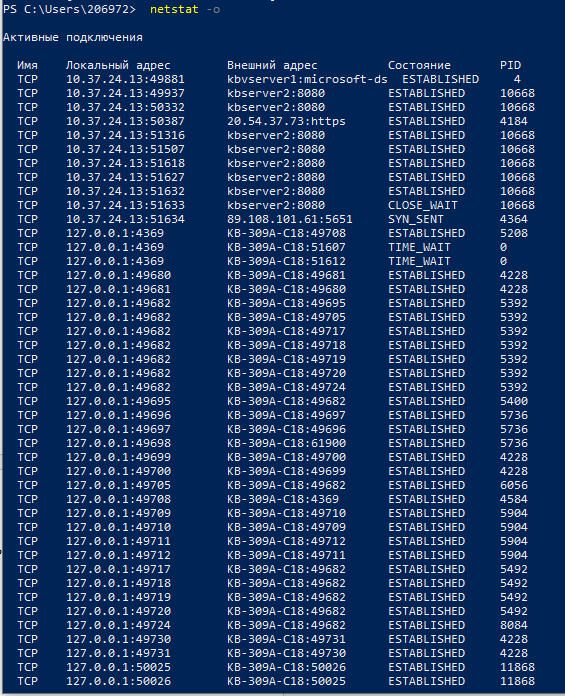 PS C:\Users\206972>  netstat -o
Активные подключения
Имя    Локальный адрес        Внешний адрес          Состояние       PID
TCP    10.37.24.13:49881      kbvserver1:microsoft-ds  ESTABLISHED     4
TCP    10.37.24.13:49937      kbserver2:8080         ESTABLISHED     10668
TCP    10.37.24.13:50332      kbserver2:8080         ESTABLISHED     10668
TCP    10.37.24.13:50387      20.54.37.73:https      ESTABLISHED     4184
TCP    10.37.24.13:51316      kbserver2:8080         ESTABLISHED     10668
TCP    10.37.24.13:51507      kbserver2:8080         ESTABLISHED     10668
TCP    10.37.24.13:51618      kbserver2:8080         ESTABLISHED     10668
TCP    10.37.24.13:51627      kbserver2:8080         ESTABLISHED     10668
TCP    10.37.24.13:51632      kbserver2:8080         ESTABLISHED     10668
TCP    10.37.24.13:51633      kbserver2:8080         CLOSE_WAIT      10668
TCP    10.37.24.13:51634      89.108.101.61:5651     SYN_SENT        4364
TCP    127.0.0.1:4369         KB-309A-C18:49708      ESTABLISHED     5208
TCP    127.0.0.1:4369         KB-309A-C18:51607      TIME_WAIT       0
TCP    127.0.0.1:4369         KB-309A-C18:51612      TIME_WAIT       0
TCP    127.0.0.1:49680        KB-309A-C18:49681      ESTABLISHED     4228
TCP    127.0.0.1:49681        KB-309A-C18:49680      ESTABLISHED     4228
TCP    127.0.0.1:49682        KB-309A-C18:49695      ESTABLISHED     5392
TCP    127.0.0.1:49682        KB-309A-C18:49705      ESTABLISHED     5392
TCP    127.0.0.1:49682        KB-309A-C18:49717      ESTABLISHED     5392
TCP    127.0.0.1:49682        KB-309A-C18:49718      ESTABLISHED     5392
TCP    127.0.0.1:49682        KB-309A-C18:49719      ESTABLISHED     5392
TCP    127.0.0.1:49682        KB-309A-C18:49720      ESTABLISHED     5392
TCP    127.0.0.1:49682        KB-309A-C18:49724      ESTABLISHED     5392
TCP    127.0.0.1:49695        KB-309A-C18:49682      ESTABLISHED     5400
TCP    127.0.0.1:49696        KB-309A-C18:49697      ESTABLISHED     5736
TCP    127.0.0.1:49697        KB-309A-C18:49696      ESTABLISHED     5736
TCP    127.0.0.1:49698        KB-309A-C18:61900      ESTABLISHED     5736
TCP    127.0.0.1:49699        KB-309A-C18:49700      ESTABLISHED     4228
TCP    127.0.0.1:49700        KB-309A-C18:49699      ESTABLISHED     4228
TCP    127.0.0.1:49705        KB-309A-C18:49682      ESTABLISHED     6056
TCP    127.0.0.1:49708        KB-309A-C18:4369       ESTABLISHED     4584
TCP    127.0.0.1:49709        KB-309A-C18:49710      ESTABLISHED     5904
TCP    127.0.0.1:49710        KB-309A-C18:49709      ESTABLISHED     5904
TCP    127.0.0.1:49711        KB-309A-C18:49712      ESTABLISHED     5904
TCP    127.0.0.1:49712        KB-309A-C18:49711      ESTABLISHED     5904
TCP    127.0.0.1:49717        KB-309A-C18:49682      ESTABLISHED     5492
TCP    127.0.0.1:49718        KB-309A-C18:49682      ESTABLISHED     5492
TCP    127.0.0.1:49719        KB-309A-C18:49682      ESTABLISHED     5492
TCP    127.0.0.1:49720        KB-309A-C18:49682      ESTABLISHED     5492
TCP    127.0.0.1:49724        KB-309A-C18:49682      ESTABLISHED     8084
TCP    127.0.0.1:49730        KB-309A-C18:49731      ESTABLISHED     4228
TCP    127.0.0.1:49731        KB-309A-C18:49730      ESTABLISHED     4228
TCP    127.0.0.1:50025        KB-309A-C18:50026      ESTABLISHED     11868
TCP    127.0.0.1:50026        KB-309A-C18:50025      ESTABLISHED     11868